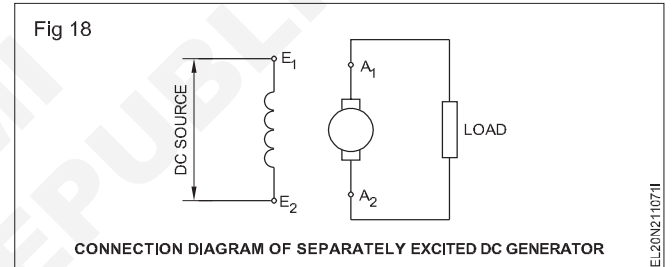 Fig 18
E1
A1
DC SOURCE
LOAD
E2
A2
CONNECTION DIAGRAM OF SEPARATELY EXCITED DC GENERATOR
EL20N211071I